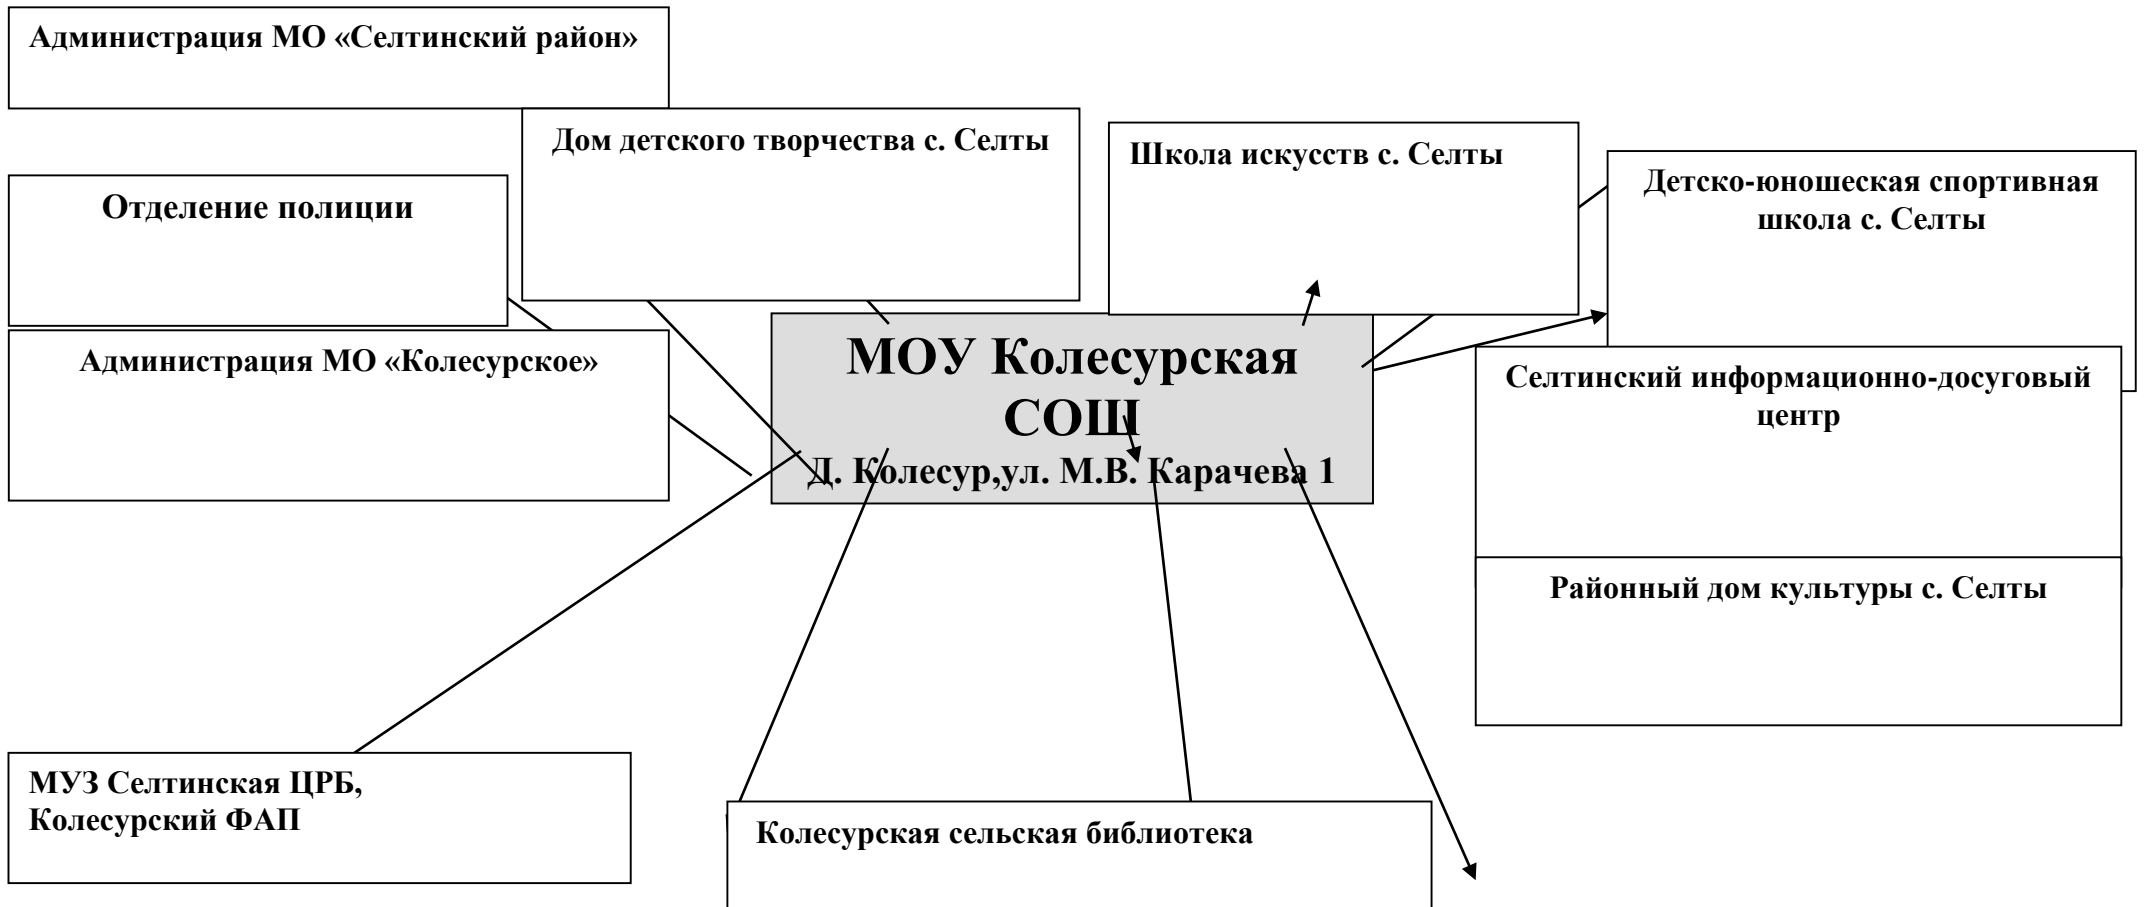 Администрация МО «Селтинский район»
Дом детского творчества с. Селты
Школа искусств с. Селты
Детско-юношеская спортивная
школа с. Селты
Отделение полиции
Администрация МО «Колесурское»
МОУ Колесурская
СОШ
Д. Колесур,ул. М.В. Карачева 1
Селтинский информационно-досуговый
центр
Районный дом культуры с. Селты
МУЗ Селтинская ЦРБ,
Колесурский ФАП
Колесурская сельская библиотека